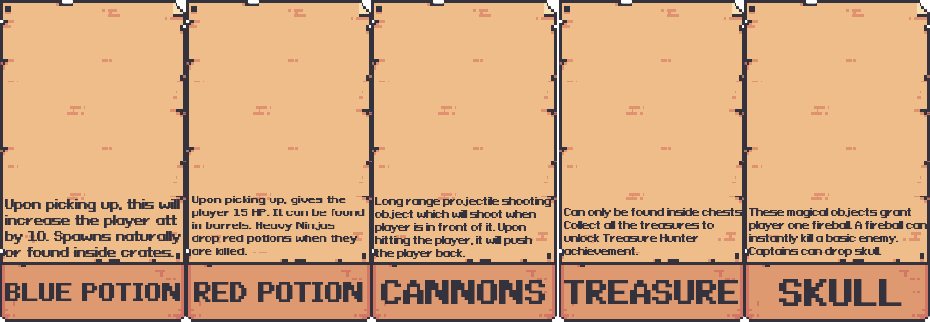 Upon picking up, this will
increase the player att
by 10. Spawns naturally
or found inside crates.
BLUE POTION
Upon picking up, gives the
player 15 HP. It can be found
in barrels. Heavy Ninjas
drop red potions when they
are killed.
RED POTION
Long range projectile shooting
object which will shoot when
player is in front of it. Upon
hitting the player, it will push
the player back.
CANNONS
Can only be found inside chests
Collect all the treasures to
unlock Treasure Hunter
achievement.
TREASURE
These magical objects grant
player one fireball. A fireball can
instantly kill a basic enemy.
Captains can drop skull.
SKULL